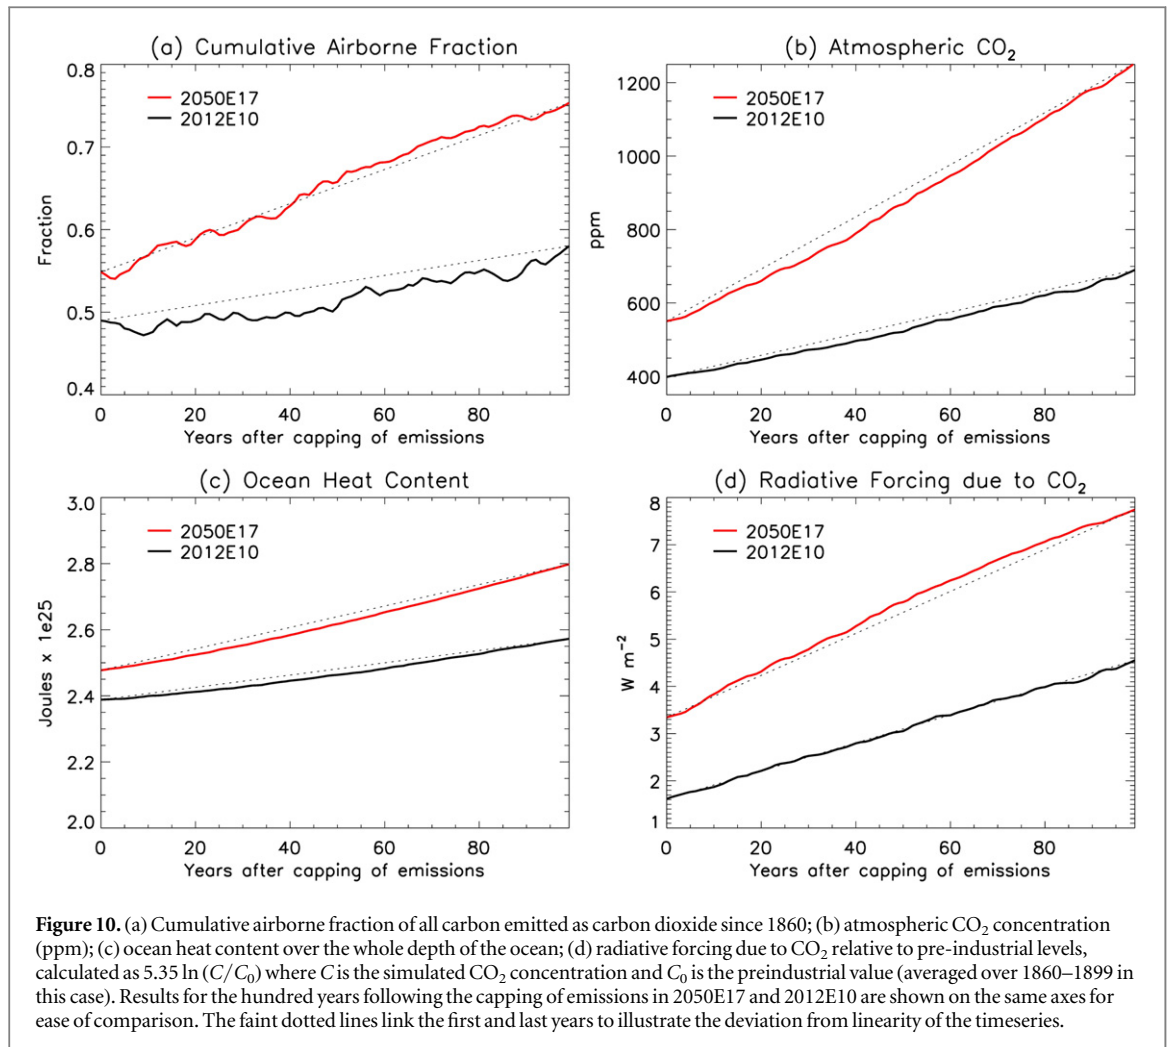 (a) Cumulative Airborne Fraction
0.8
0.7
0.6
0.5
0.4
Fraction
2050E17
2012E10
0 20 40 60 80
Years after capping of emissions
(b) Atmospheric CO₂
1200
1000
800
600
400
ppm
2050E17
2012E10
0 20 40 60 80
Years after capping of emissions
(c) Ocean Heat Content
3.0
2.8
2.6
2.4
2.2
2.0
Joules x 1e25
2050E17
2012E10
0 20 40 60 80
Years after capping of emissions
(d) Radiative Forcing due to CO₂
8
7
6
5
4
3
2
1
W m⁻²
2050E17
2012E10
0 20 40 60 80
Years after capping of emissions
Figure 10. (a) Cumulative airborne fraction of all carbon emitted as carbon dioxide since 1860; (b) atmospheric CO₂ concentration
(ppm); (c) ocean heat content over the whole depth of the ocean; (d) radiative forcing due to CO₂ relative to pre-industrial levels,
calculated as 5.35 ln (C/C₀) where C is the simulated CO₂ concentration and C₀ is the preindustrial value (averaged over 1860–1899 in
this case). Results for the hundred years following the capping of emissions in 2050E17 and 2012E10 are shown on the same axes for
ease of comparison. The faint dotted lines link the first and last years to illustrate the deviation from linearity of the timeseries.